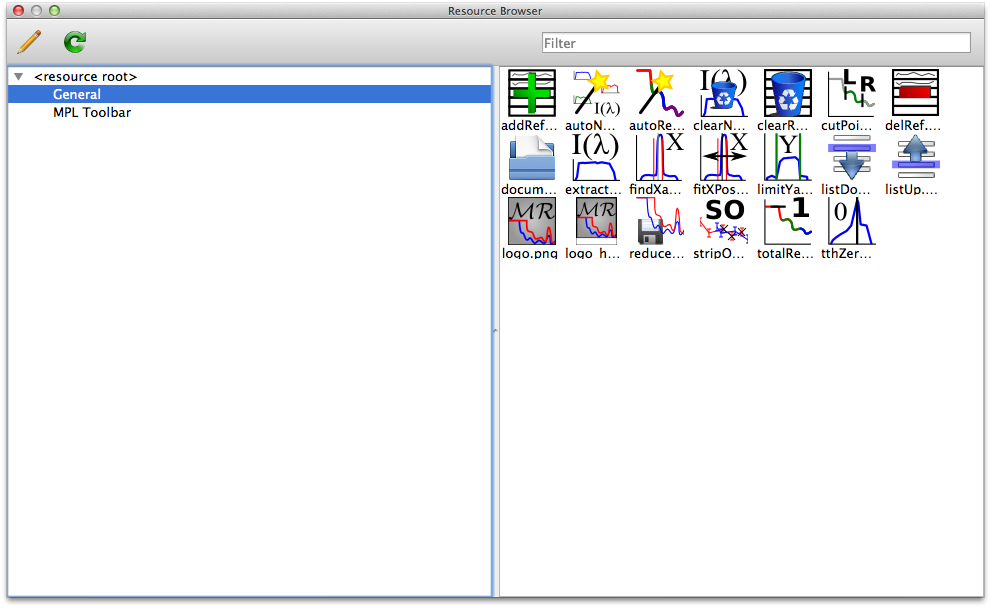 Resource Browser
Filter
<resource root>
General
MPL Toolbar
I(λ)
I(λ)
L
R
addRef... autoN... autoRe... clearN... clearR... cutPoi... delRef....
I(λ)
X
X
Y
docum... extract... findXa... fitXPos... limitYa... listDo... listUp....
MR
MR
SO
−1
0
logo.png logo_h... reduce... stripO... totalRe... tthZer...